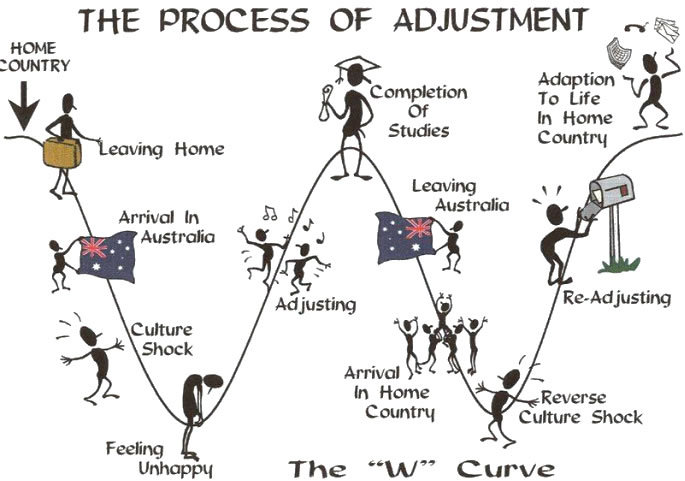 THE PROCESS OF ADJUSTMENT
HOME
COUNTRY
Leaving Home
Arrival In
Australia
Culture
Shock
Feeling
Unhappy
Adjusting
Completion
Of
Studies
Leaving
Australia
Arrival
In Home
Country
Reverse
Culture Shock
Re-Adjusting
Adaption
To Life
In Home
Country
The “W” Curve